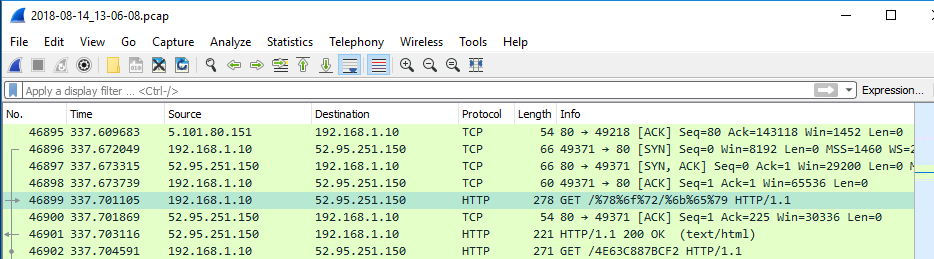 2018-08-14_13-06-08.pcap
File Edit View Go Capture Analyze Statistics Telephony Wireless Tools Help
Apply a display filter ... <Ctrl-/> Expression...
No. Time Source Destination Protocol Length Info
46895 337.609683 5.101.80.151 192.168.1.10 TCP 54 80 → 49218 [ACK] Seq=80 Ack=143118 Win=1452 Len=0
46896 337.672049 192.168.1.10 52.95.251.150 TCP 66 49371 → 80 [SYN] Seq=0 Win=8192 Len=0 MSS=1460 WS=2
46897 337.673315 52.95.251.150 192.168.1.10 TCP 66 80 → 49371 [SYN, ACK] Seq=0 Ack=1 Win=29200 Len=0
46898 337.673739 192.168.1.10 52.95.251.150 TCP 60 49371 → 80 [ACK] Seq=1 Ack=1 Win=65536 Len=0
46899 337.701105 192.168.1.10 52.95.251.150 HTTP 278 GET /%78%6f%72/%6b%65%79 HTTP/1.1
46900 337.701869 52.95.251.150 192.168.1.10 TCP 54 80 → 49371 [ACK] Seq=1 Ack=225 Win=30336 Len=0
46901 337.703116 52.95.251.150 192.168.1.10 HTTP 221 HTTP/1.1 200 OK (text/html)
46902 337.704591 192.168.1.10 52.95.251.150 HTTP 271 GET /4E63C887BCF2 HTTP/1.1